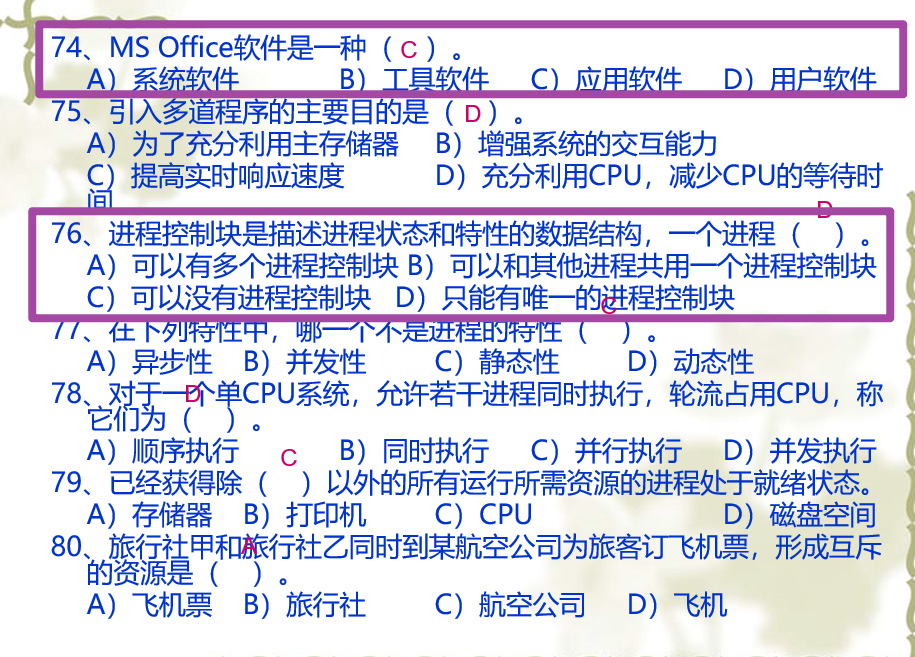 74、MS Office软件是一种（ C ）。
A）系统软件 B）工具软件 C）应用软件 D）用户软件
75、引入多道程序的主要目的是（ D ）。
A）为了充分利用主存储器 B）增强系统的交互能力
C）提高实时响应速度 D）充分利用CPU，减少CPU的等待时
间
D
76、进程控制块是描述进程状态和特性的数据结构，一个进程（ ）。
A）可以有多个进程控制块 B）可以和其他进程共用一个进程控制块
C）可以没有进程控制块 D）只能有唯一的进程控制块
C
77、在下列特性中，哪一个不是进程的特性（ ）。
A）异步性 B）并发性 C）静态性 D）动态性
D
78、对于一个单CPU系统，允许若干进程同时执行，轮流占用CPU，称
它们为（ ）。
A）顺序执行 B）同时执行 C）并行执行 D）并发执行
C
79、已经获得除（ ）以外的所有运行所需资源的进程处于就绪状态。
A）存储器 B）打印机 C）CPU D）磁盘空间
A
80、旅行社甲和旅行社乙同时到某航空公司为旅客订飞机票，形成互斥
的资源是（ ）。
A）飞机票 B）旅行社 C）航空公司 D）飞机